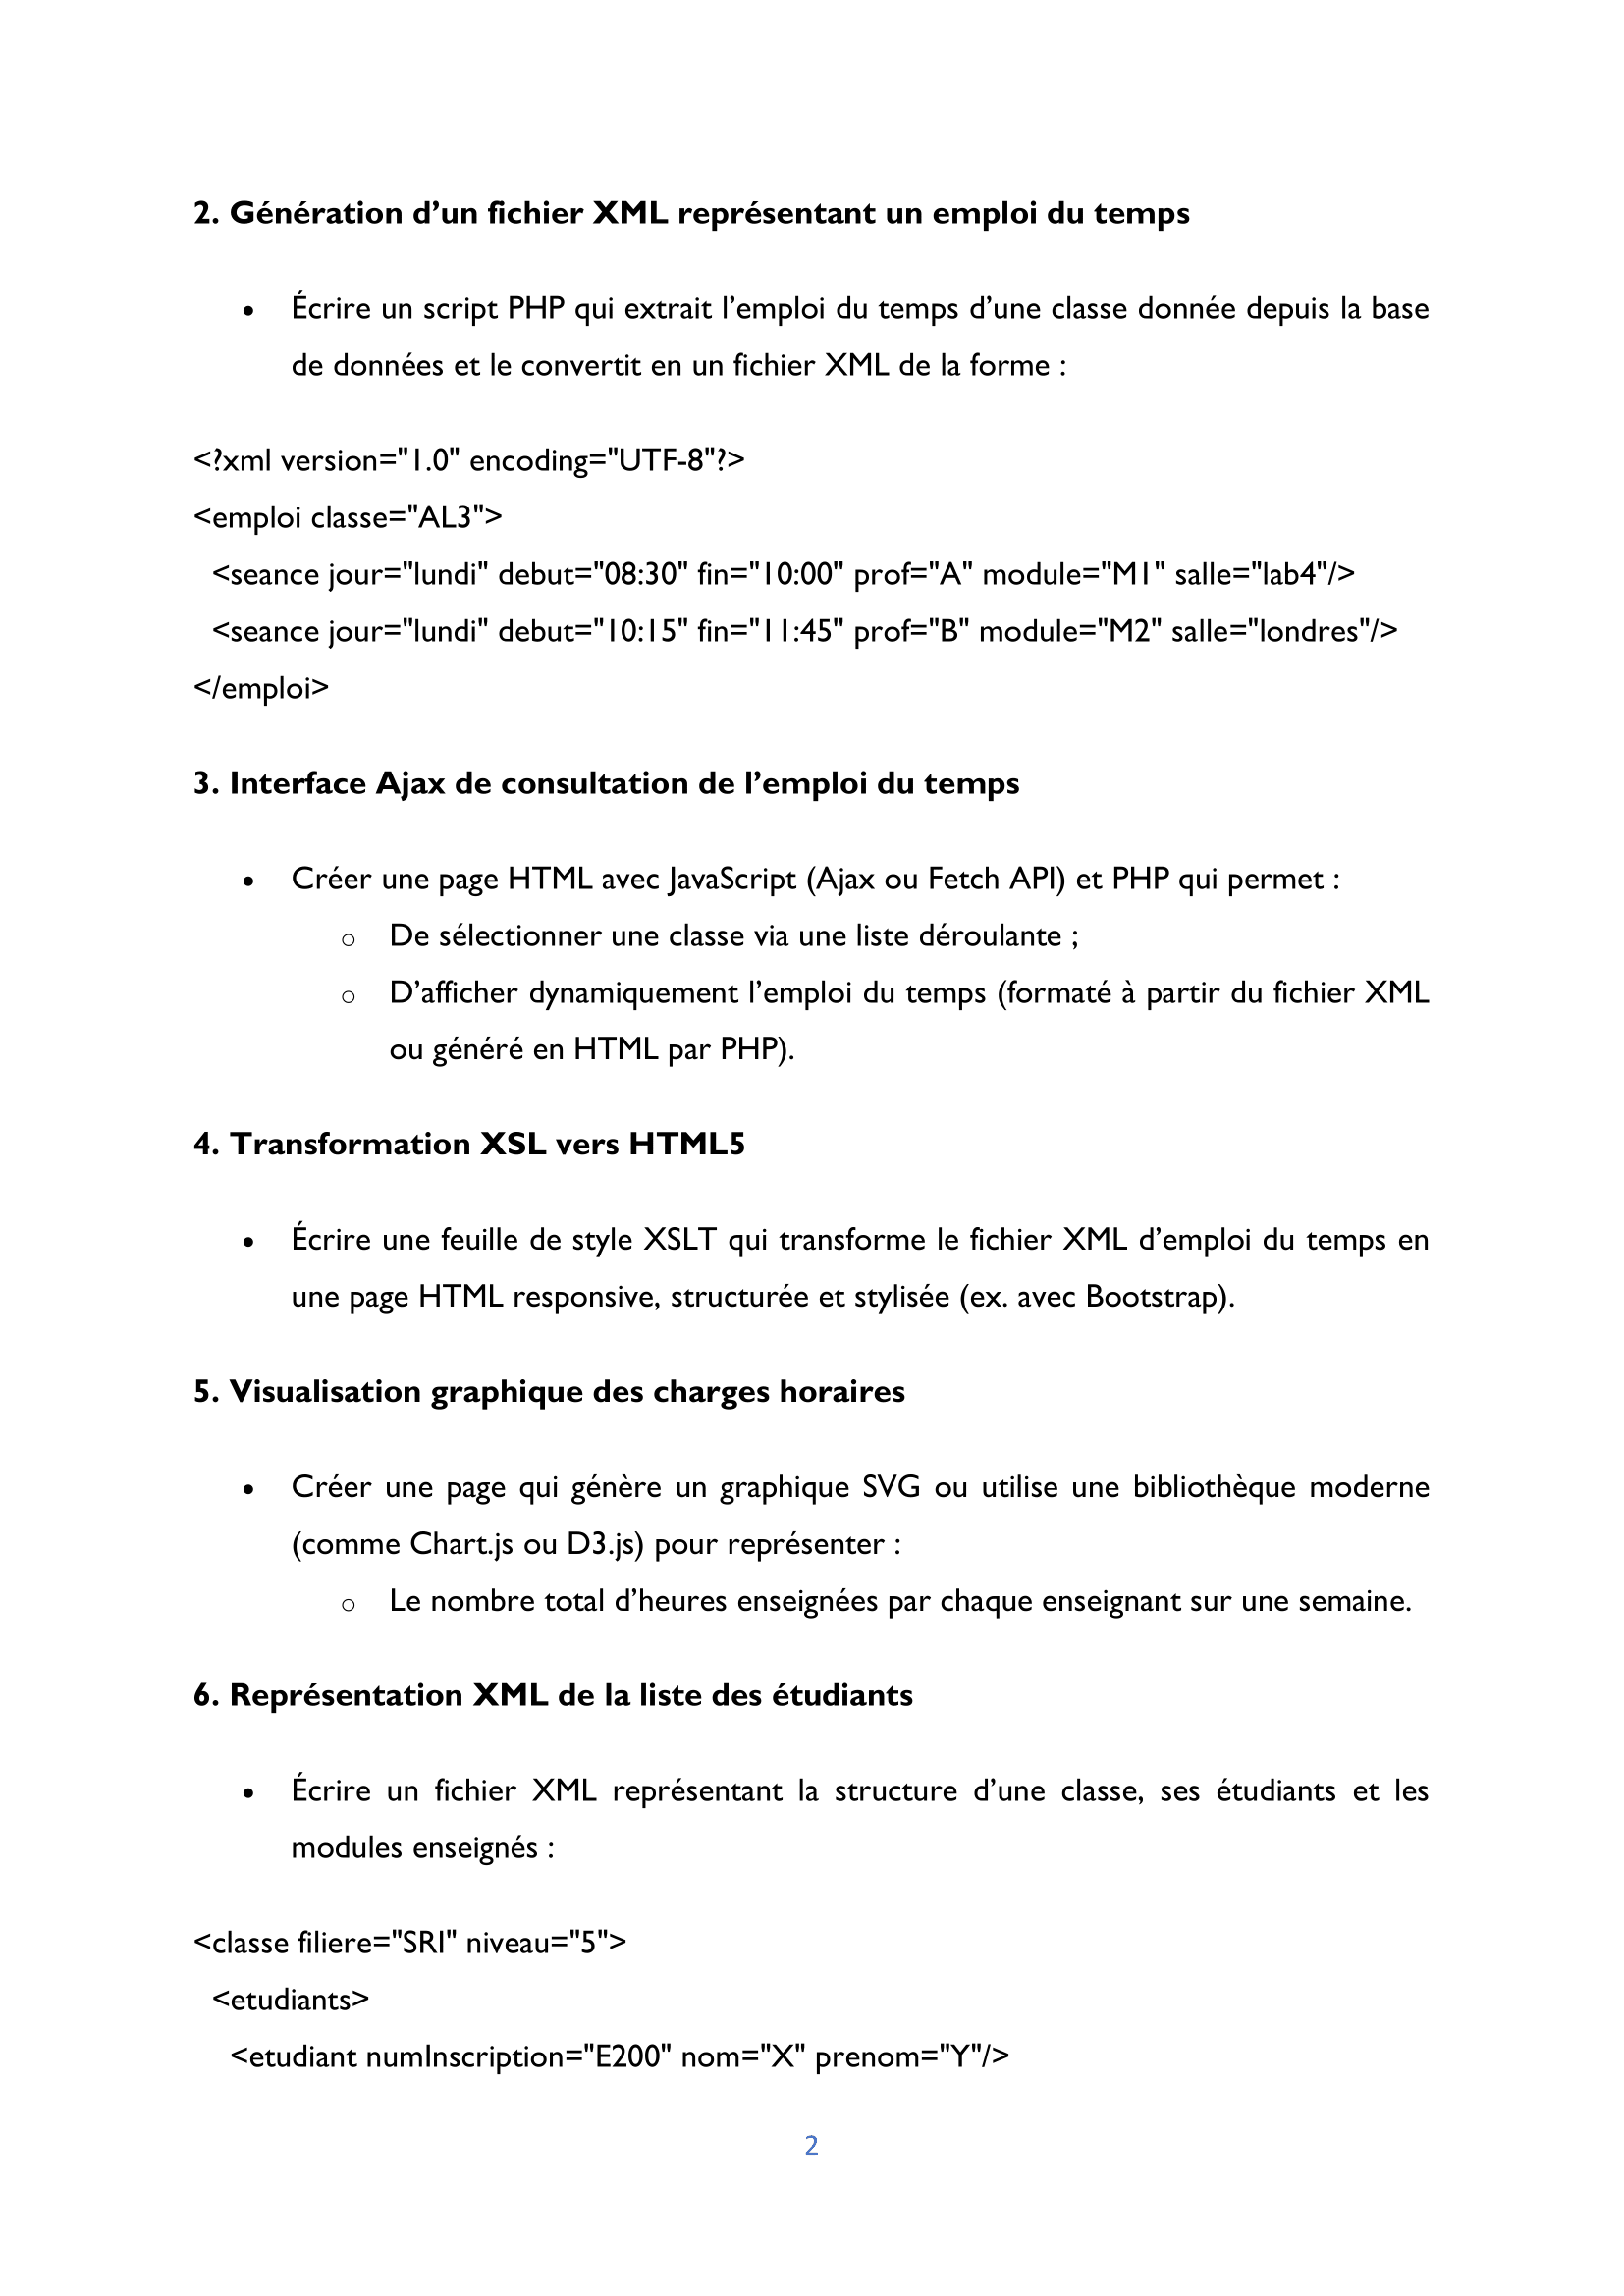 2. Génération d’un fichier XML représentant un emploi du temps
• Écrire un script PHP qui extrait l’emploi du temps d’une classe donnée depuis la base
de données et le convertit en un fichier XML de la forme :
<?xml version="1.0" encoding="UTF-8"?>
<emploi classe="AL3">
<seance jour="lundi" debut="08:30" fin="10:00" prof="A" module="M1" salle="lab4"/>
<seance jour="lundi" debut="10:15" fin="11:45" prof="B" module="M2" salle="londres"/>
</emploi>
3. Interface Ajax de consultation de l’emploi du temps
• Créer une page HTML avec JavaScript (Ajax ou Fetch API) et PHP qui permet :
o De sélectionner une classe via une liste déroulante ;
o D’afficher dynamiquement l’emploi du temps (formaté à partir du fichier XML
ou généré en HTML par PHP).
4. Transformation XSL vers HTML5
• Écrire une feuille de style XSLT qui transforme le fichier XML d’emploi du temps en
une page HTML responsive, structurée et stylisée (ex. avec Bootstrap).
5. Visualisation graphique des charges horaires
• Créer une page qui génère un graphique SVG ou utilise une bibliothèque moderne
(comme Chart.js ou D3.js) pour représenter :
o Le nombre total d’heures enseignées par chaque enseignant sur une semaine.
6. Représentation XML de la liste des étudiants
• Écrire un fichier XML représentant la structure d’une classe, ses étudiants et les
modules enseignés :
<classe filiere="SRI" niveau="5">
<etudiants>
<etudiant numInscription="E200" nom="X" prenom="Y"/>
2